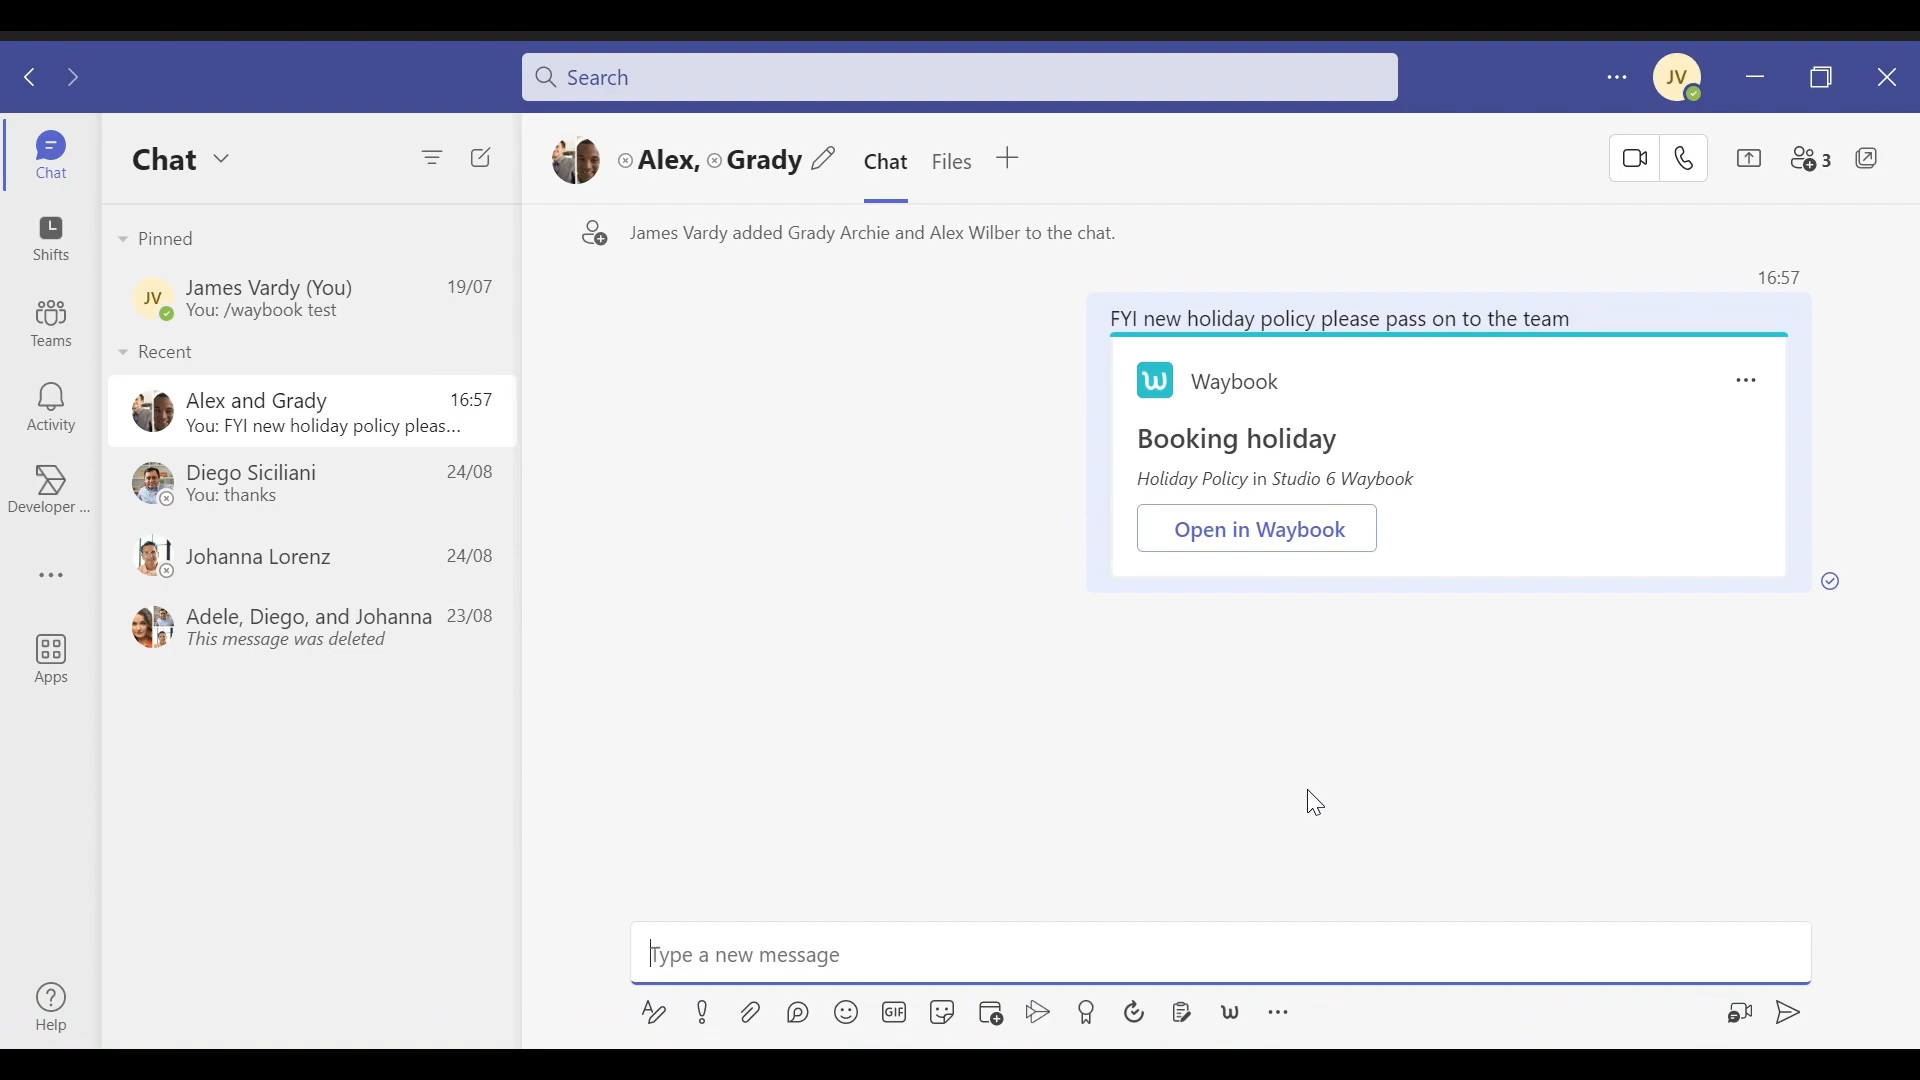 Search
JV
Chat
Shifts
Teams
Activity
Developer ...
Apps
Help
Chat
Pinned
JV
James Vardy (You)
19/07
You: /waybook test
Recent
Alex and Grady
16:57
You: FYI new holiday policy pleas...
Diego Siciliani
24/08
You: thanks
Johanna Lorenz
24/08
Adele, Diego, and Johanna
23/08
This message was deleted
Alex, Grady
Chat
Files
3
James Vardy added Grady Archie and Alex Wilber to the chat.
16:57
FYI new holiday policy please pass on to the team
w
Waybook
Booking holiday
Holiday Policy in Studio 6 Waybook
Open in Waybook
Type a new message
GIF
w